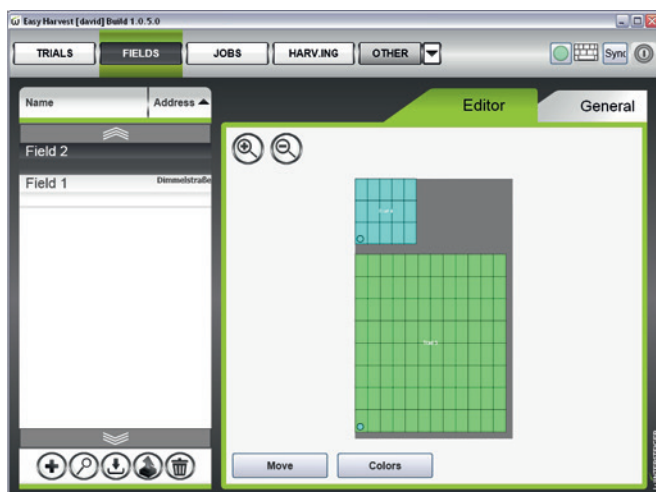 Easy Harvest [david] Build 1.0.5.0
TRIALS
FIELDS
JOBS
HARV.ING
OTHER
Sync
Name
Address
Editor
General
Field 2
Field 1
Dimmelstraße
Move
Colors
WINTERSTEIGER